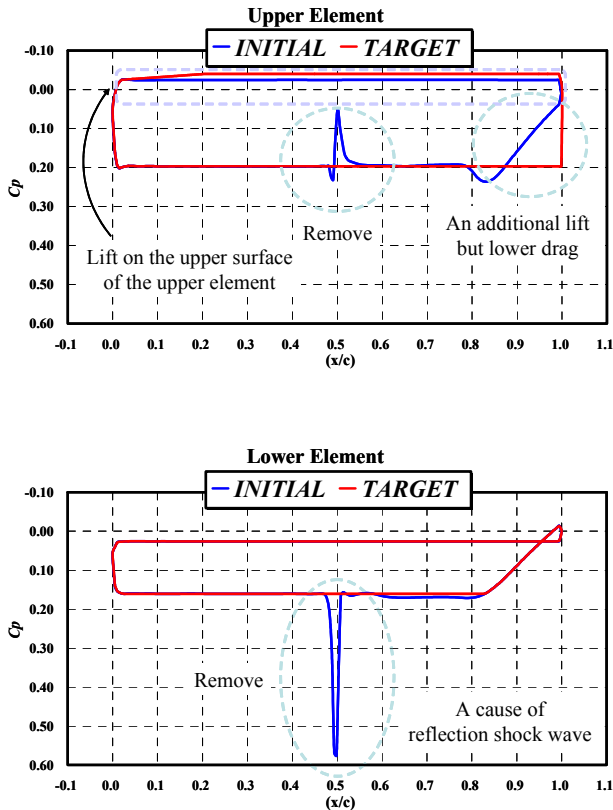 Upper Element
INITIAL TARGET
-0.10
0.00
0.10
0.20
0.30
0.40
0.50
0.60
Cp
Remove
An additional lift
but lower drag
Lift on the upper surface
of the upper element
-0.1 0.0 0.1 0.2 0.3 0.4 0.5 0.6 0.7 0.8 0.9 1.0 1.1
(x/c)
Lower Element
INITIAL TARGET
-0.10
0.00
0.10
0.20
0.30
0.40
0.50
0.60
Cp
Remove
A cause of
reflection shock wave
-0.1 0.0 0.1 0.2 0.3 0.4 0.5 0.6 0.7 0.8 0.9 1.0 1.1
(x/c)